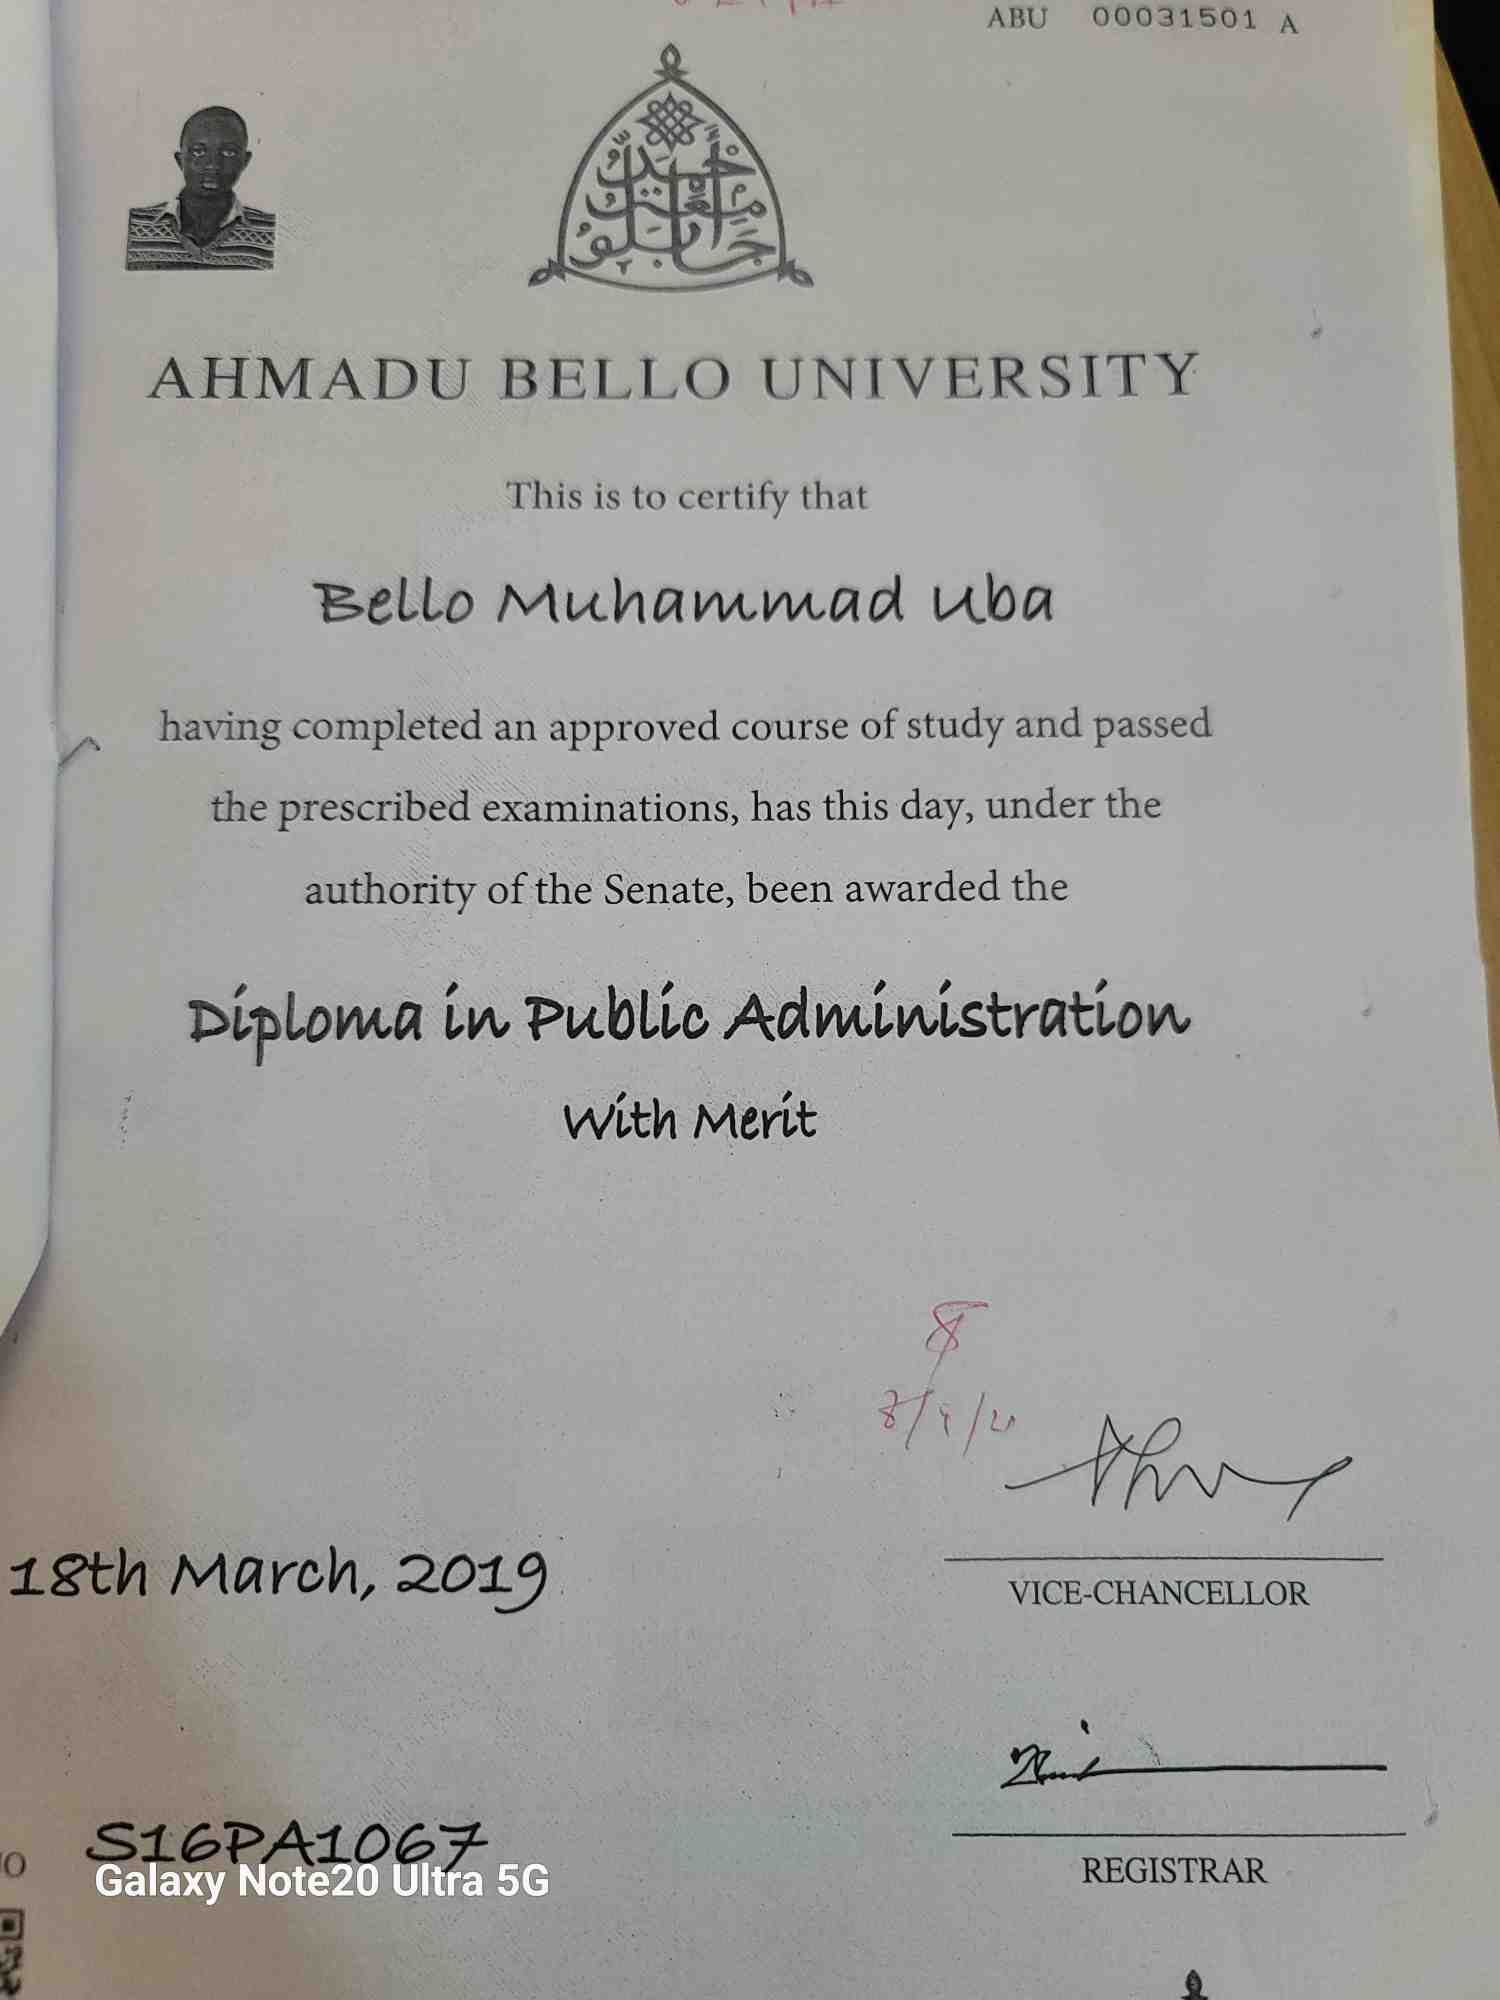 ABU 00031501 A
AHMADU BELLO UNIVERSITY
This is to certify that
Bello Muhammad Uba
having completed an approved course of study and passed
the prescribed examinations, has this day, under the
authority of the Senate, been awarded the
Diploma in Public Administration
With Merit
18th March, 2019
VICE-CHANCELLOR
S16PA1067
REGISTRAR
Galaxy Note20 Ultra 5G